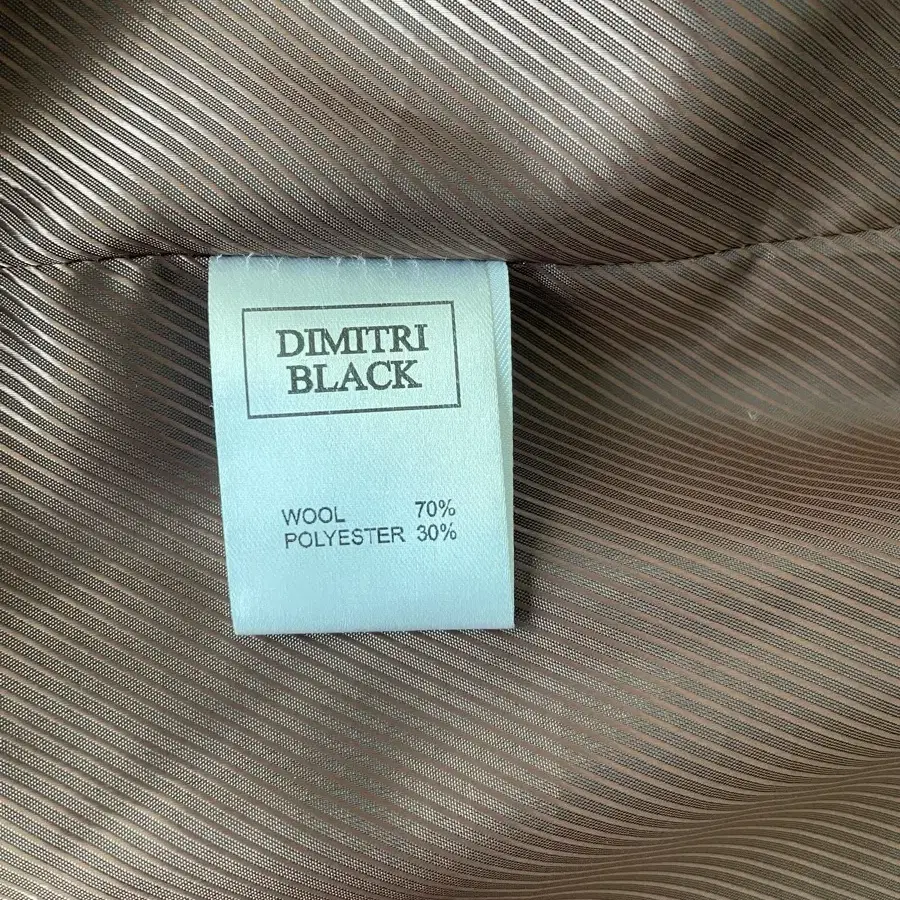 DIMITRI
BLACK
WOOL 70%
POLYESTER 30%